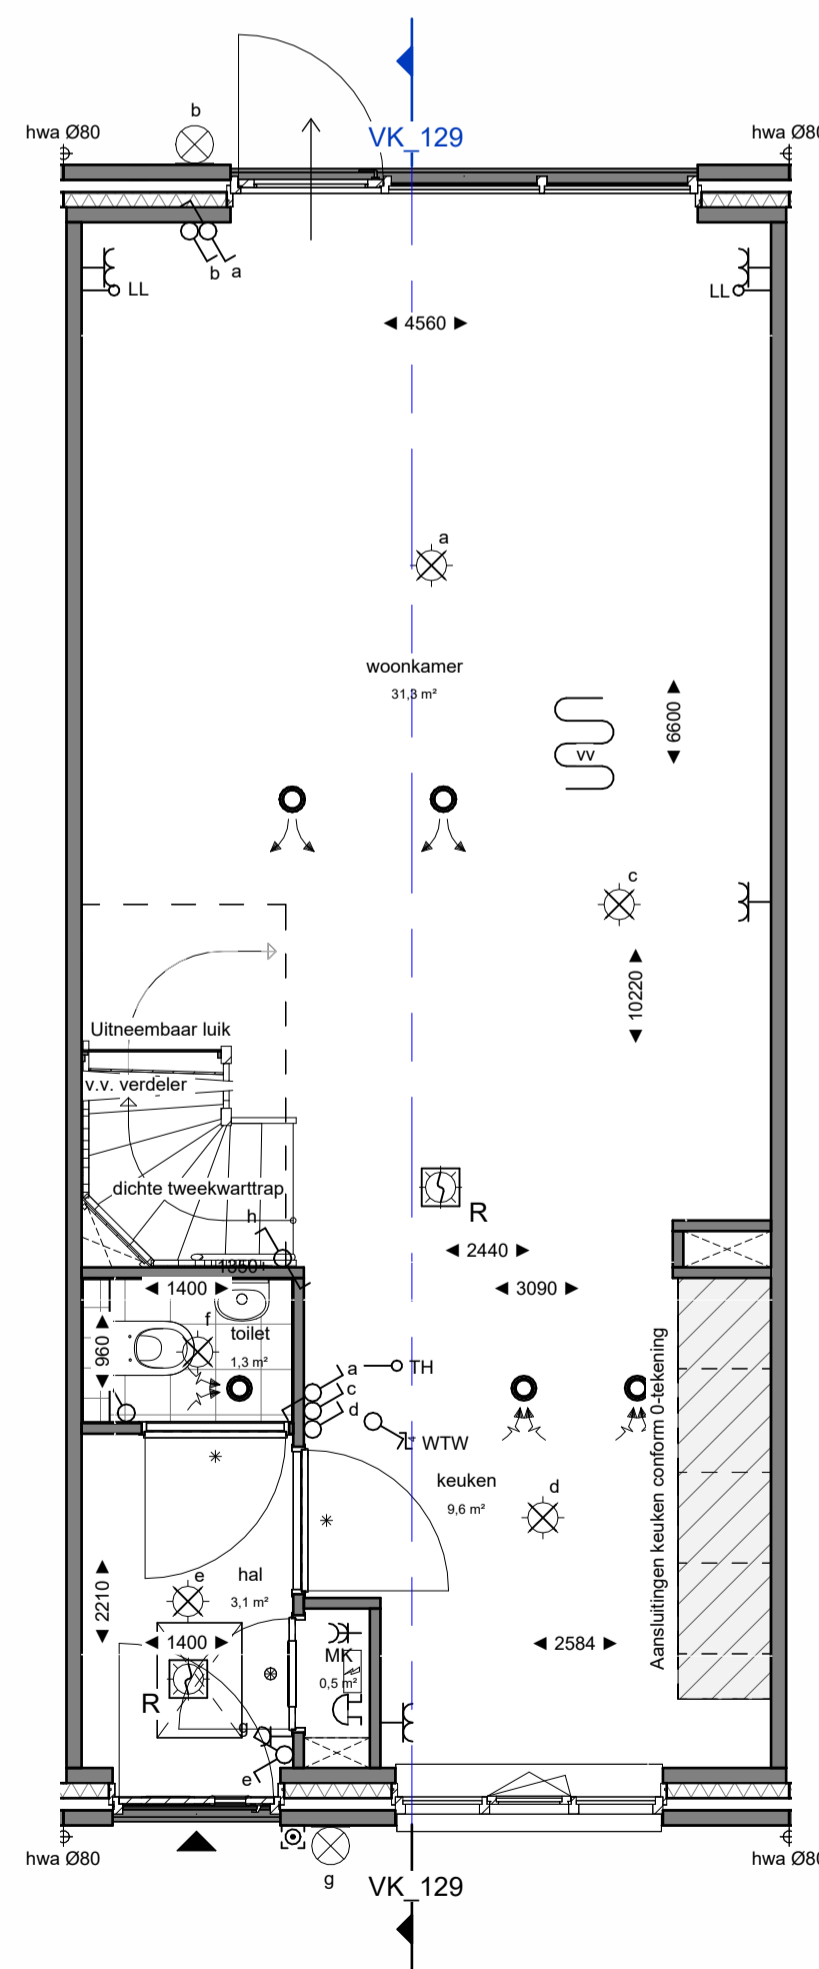 b
hwa Ø80
VK_129
hwa Ø80
b a
LL
LL
4560
a
woonkamer
31,3 m²
6600
vv
c
10220
Uitneembaar luik
v.v. verdeler
dichte tweekwarttrap
h
R
2440
1350
1400
3090
f
toilet
960
1,3 m²
a
TH
c
d
WTW
Aansluitingen keuken conform 0-tekening
keuken
9,6 m²
d
e
hal
3,1 m²
2210
1400
2584
MK
0,5 m²
R
g
e
hwa Ø80
g
VK_129
hwa Ø80